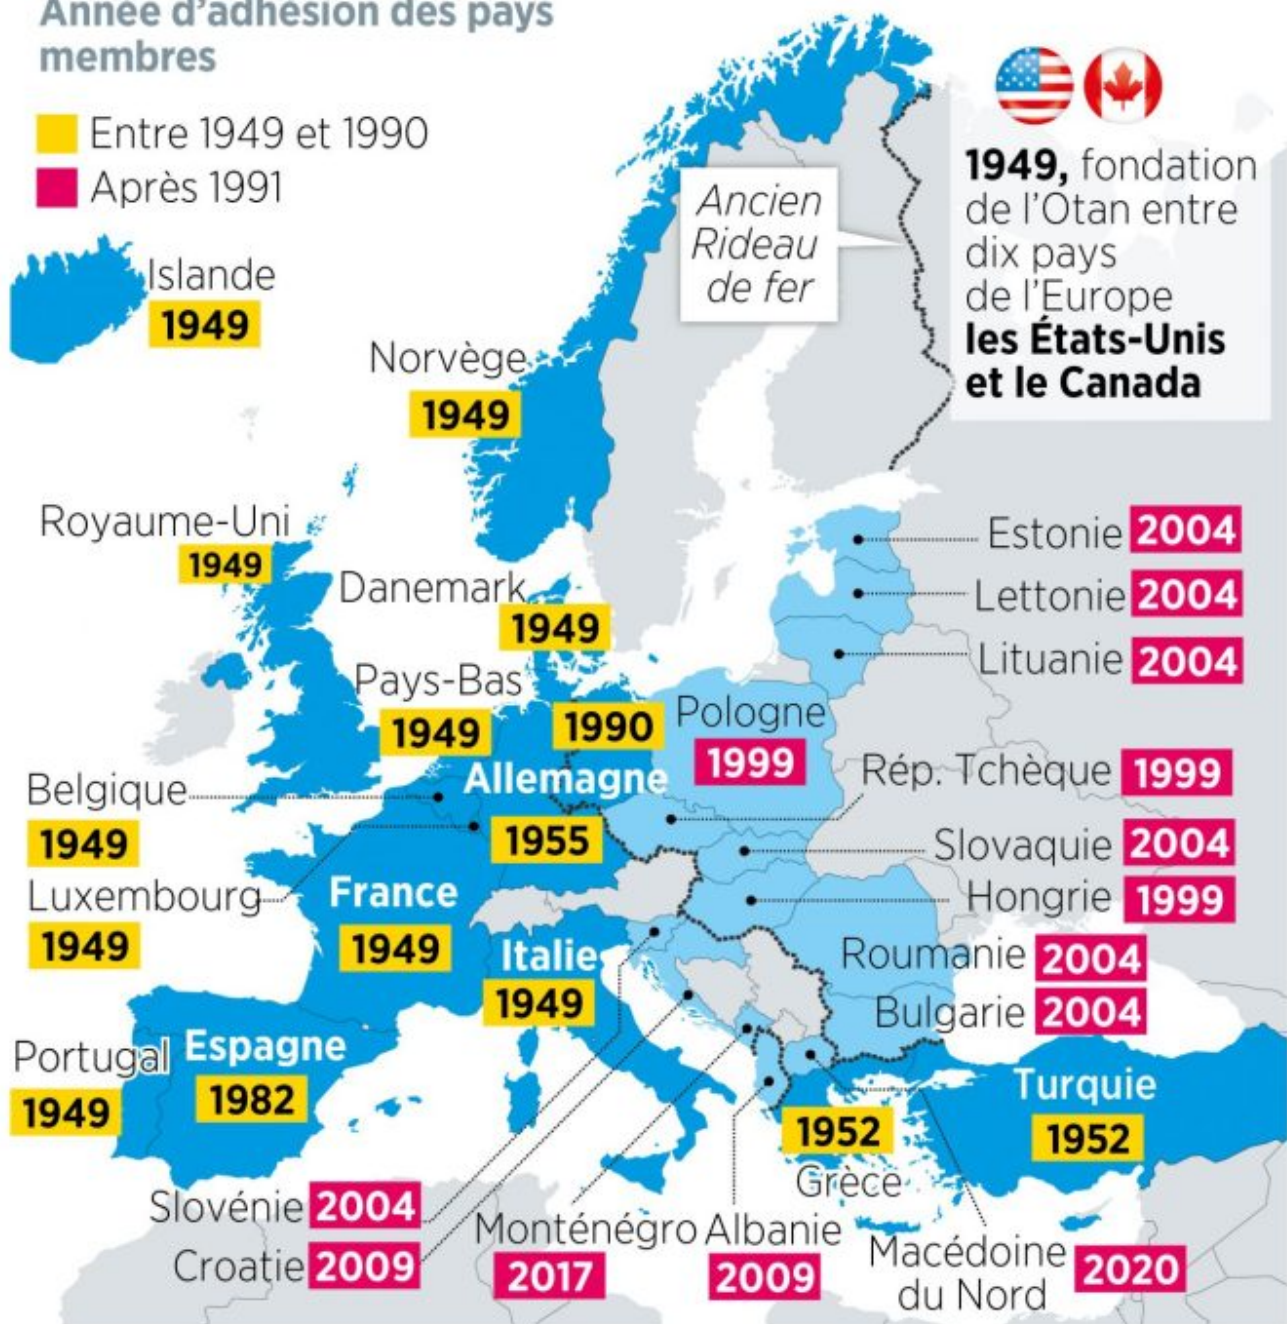 Année d’adhésion des pays
membres
Entre 1949 et 1990
Après 1991
1949, fondation
de l’Otan entre
dix pays
de l’Europe
les États-Unis
et le Canada
Ancien
Rideau
de fer
Islande
1949
Norvège
1949
Royaume-Uni
1949
Danemark
1949
Pays-Bas
1949
1990
Allemagne
1955
Pologne
1999
Estonie 2004
Lettonie 2004
Lituanie 2004
Rép. Tchèque 1999
Slovaquie 2004
Hongrie 1999
Roumanie 2004
Bulgarie 2004
Belgique
1949
Luxembourg
1949
France
1949
Italie
1949
Portugal
1949
Espagne
1982
Turquie
1952
1952
Grèce
Slovénie 2004
Croatie 2009
Monténégro
2017
Albanie
2009
Macédoine
du Nord
2020